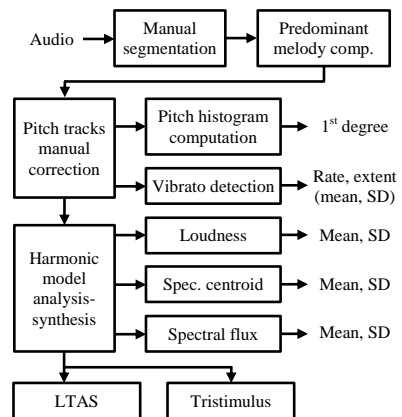 Audio
Manual
segmentation
Predominant
melody comp.
Pitch tracks
manual
correction
Pitch histogram
computation
1st degree
Vibrato detection
Rate, extent
(mean, SD)
Harmonic
model
analysis-
synthesis
Loudness
Mean, SD
Spec. centroid
Mean, SD
Spectral flux
Mean, SD
LTAS
Tristimulus